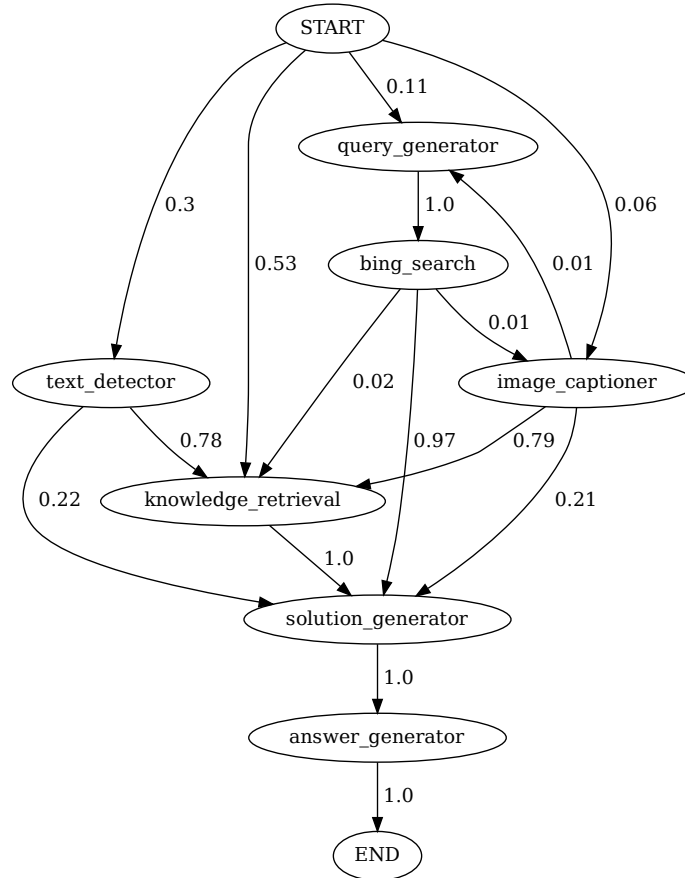 START
0.11
query_generator
0.3
1.0
0.06
0.53
bing_search
0.01
0.01
text_detector
0.02
image_captioner
0.78
0.97
0.79
0.22
knowledge_retrieval
0.21
1.0
solution_generator
1.0
answer_generator
1.0
END